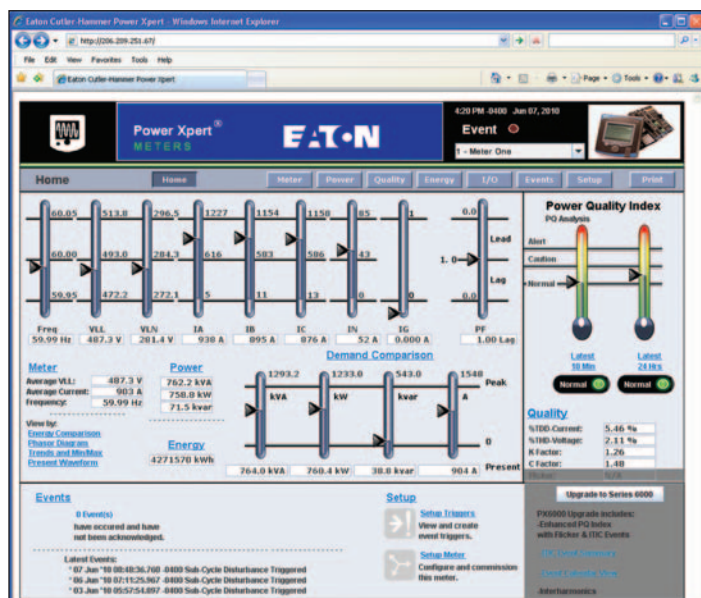 Eaton Cutler-Hammer Power Xpert - Windows Internet Explorer
http://206.209.251.67/
File Edit View Favorites Tools Help
Eaton Cutler-Hammer Power Xpert
Page Tools
Power Xpert®
METERS
EATON
4:20 PM -0400 Jun 07, 2010
Event
1 - Meter One
Home
Home Meter Power Quality Energy I/O Events Setup Print
60.05 513.8 296.5 1227 1154 1158 85 1 0.0
Lead
60.00 493.0 284.3 616 583 586 43 1.0
Lag
59.95 472.2 272.1 5 11 13 0 0.0
Freq VLL VLN IA IB IC IN IG PF
59.99 Hz 487.3 V 281.4 V 938 A 895 A 876 A 52 A 0.000 A 1.00 Lag
Power Quality Index
PQ Analysis
Alert
Caution
Normal
Latest 10 Min
Latest 24 Hrs
Normal Normal
Meter
Average VLL: 487.3 V
Average Current: 903 A
Frequency: 59.99 Hz
View by:
Energy Comparison
Phasor Diagram
Trends and MinMax
Present Waveform
Power
762.2 kVA
758.8 kW
71.5 kvar
Energy
4271570 kWh
Demand Comparison
1293.2 1233.0 543.0 1548 Peak
kVA kW kvar A
0
764.0 kVA 760.4 kW 38.8 kvar 904 A Present
Quality
%TDD-Current: 5.46 %
%THD-Voltage: 2.11 %
K Factor: 1.26
C Factor: 1.48
Flicker: N/A
Events
0 Event(s)
have occured and have
not been acknowledged.
Latest Events:
* 07 Jun '10 08:48:36.760 -0400 Sub-Cycle Disturbance Triggered
* 06 Jun '10 07:11:25.967 -0400 Sub-Cycle Disturbance Triggered
* 03 Jun '10 05:57:54.897 -0400 Sub-Cycle Disturbance Triggered
Setup
Setup Triggers
View and create
event triggers.
Setup Meter
Configure and commission
this meter.
Upgrade to Series 6000
PX6000 Upgrade includes:
-Enhanced PQ Index
with Flicker & ITIC Events
-ITIC Event Summary
-Event Calendar View
-Interharmonics